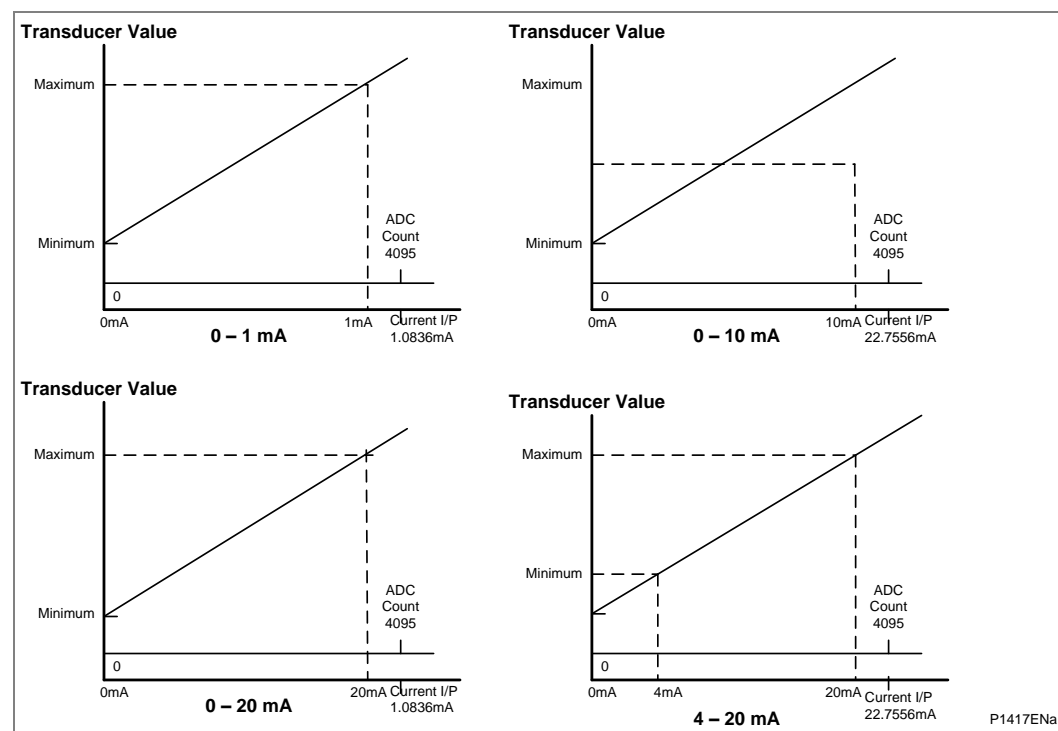 Transducer Value
Maximum
Minimum
ADC
Count
4095
0
0mA
1mA
Current I/P
1.0836mA
0 – 1 mA
Transducer Value
Maximum
Minimum
ADC
Count
4095
0
0mA
10mA
Current I/P
22.7556mA
0 – 10 mA
Transducer Value
Maximum
Minimum
ADC
Count
4095
0
0mA
20mA
Current I/P
1.0836mA
0 – 20 mA
Transducer Value
Maximum
Minimum
ADC
Count
4095
0
0mA
4mA
20mA
Current I/P
22.7556mA
4 – 20 mA
P1417ENa